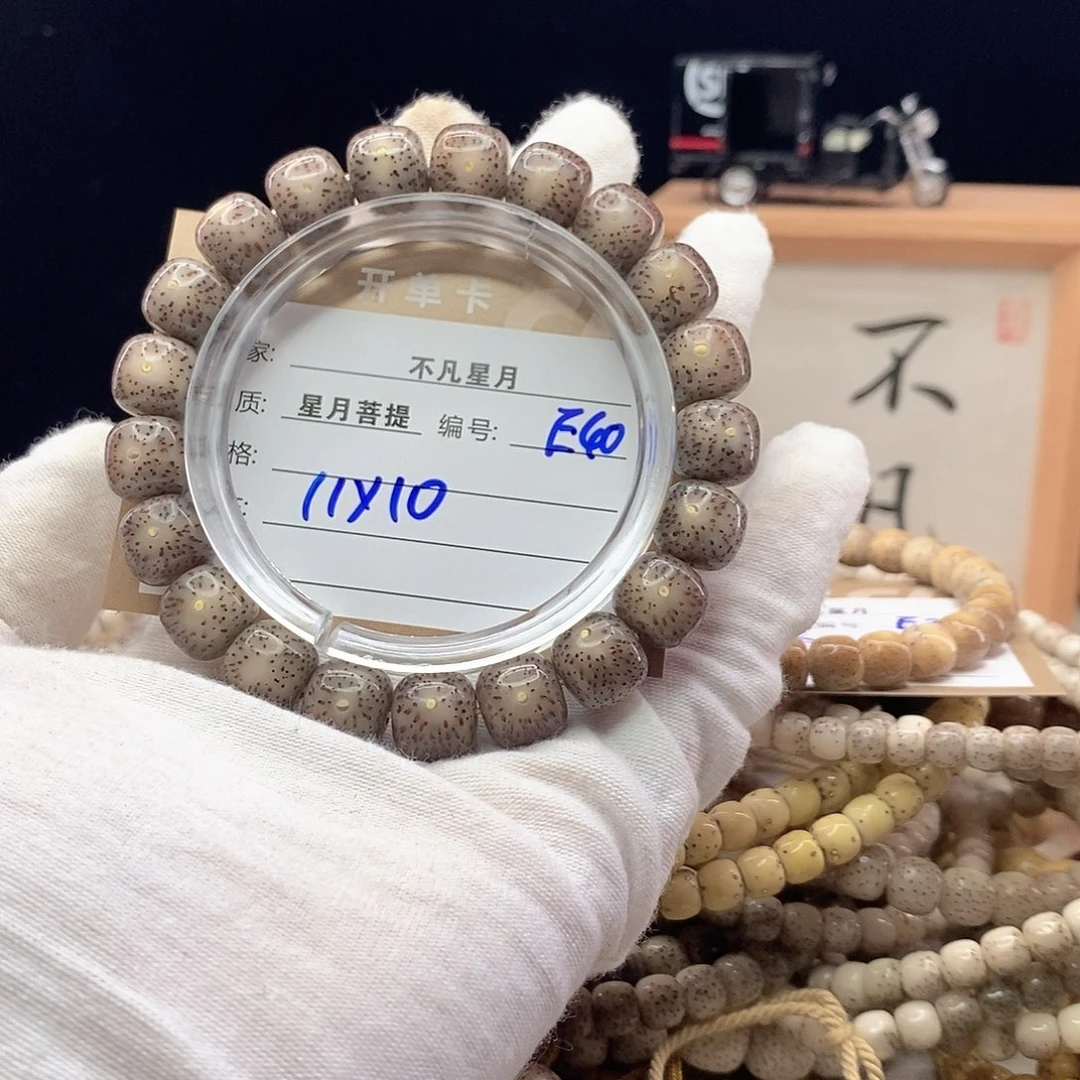 开单卡
家: 不凡星月
质: 星月菩提 编号: E60
格:
11X10
不
月